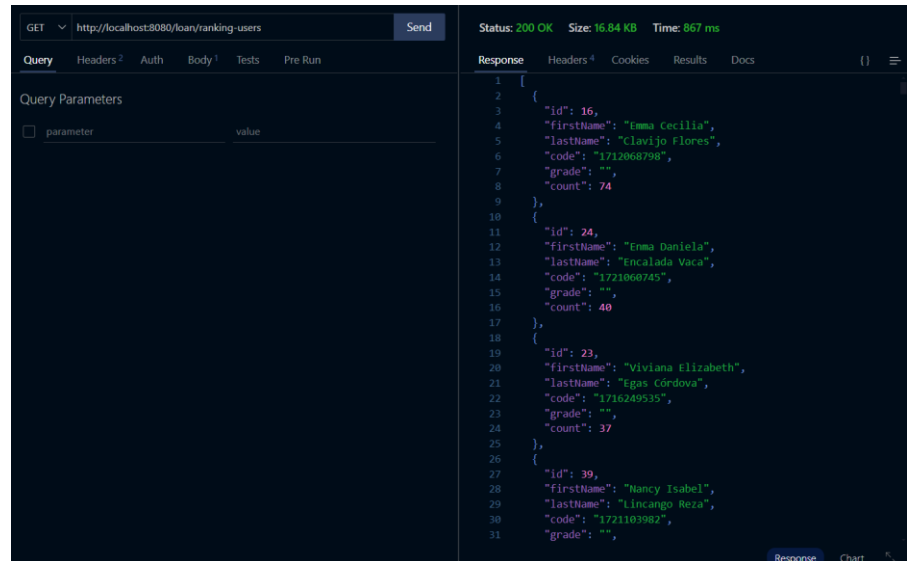 GET http://localhost:8080/loan/ranking-users Send
Query Headers 2 Auth Body 1 Tests Pre Run
Query Parameters
parameter value
Status: 200 OK Size: 16.84 KB Time: 867 ms
Response Headers 4 Cookies Results Docs {}
1 [
2 {
3 "id": 16,
4 "firstName": "Emma Cecilia",
5 "lastName": "Clavijo Flores",
6 "code": "1712068798",
7 "grade": "",
8 "count": 74
9 },
10 {
11 "id": 24,
12 "firstName": "Enma Daniela",
13 "lastName": "Encalada Vaca",
14 "code": "1721060745",
15 "grade": "",
16 "count": 40
17 },
18 {
19 "id": 23,
20 "firstName": "Viviana Elizabeth",
21 "lastName": "Egas Córdova",
22 "code": "1716249535",
23 "grade": "",
24 "count": 37
25 },
26 {
27 "id": 39,
28 "firstName": "Nancy Isabel",
29 "lastName": "Lincango Reza",
30 "code": "1721103982",
31 "grade": "",
Response Chart